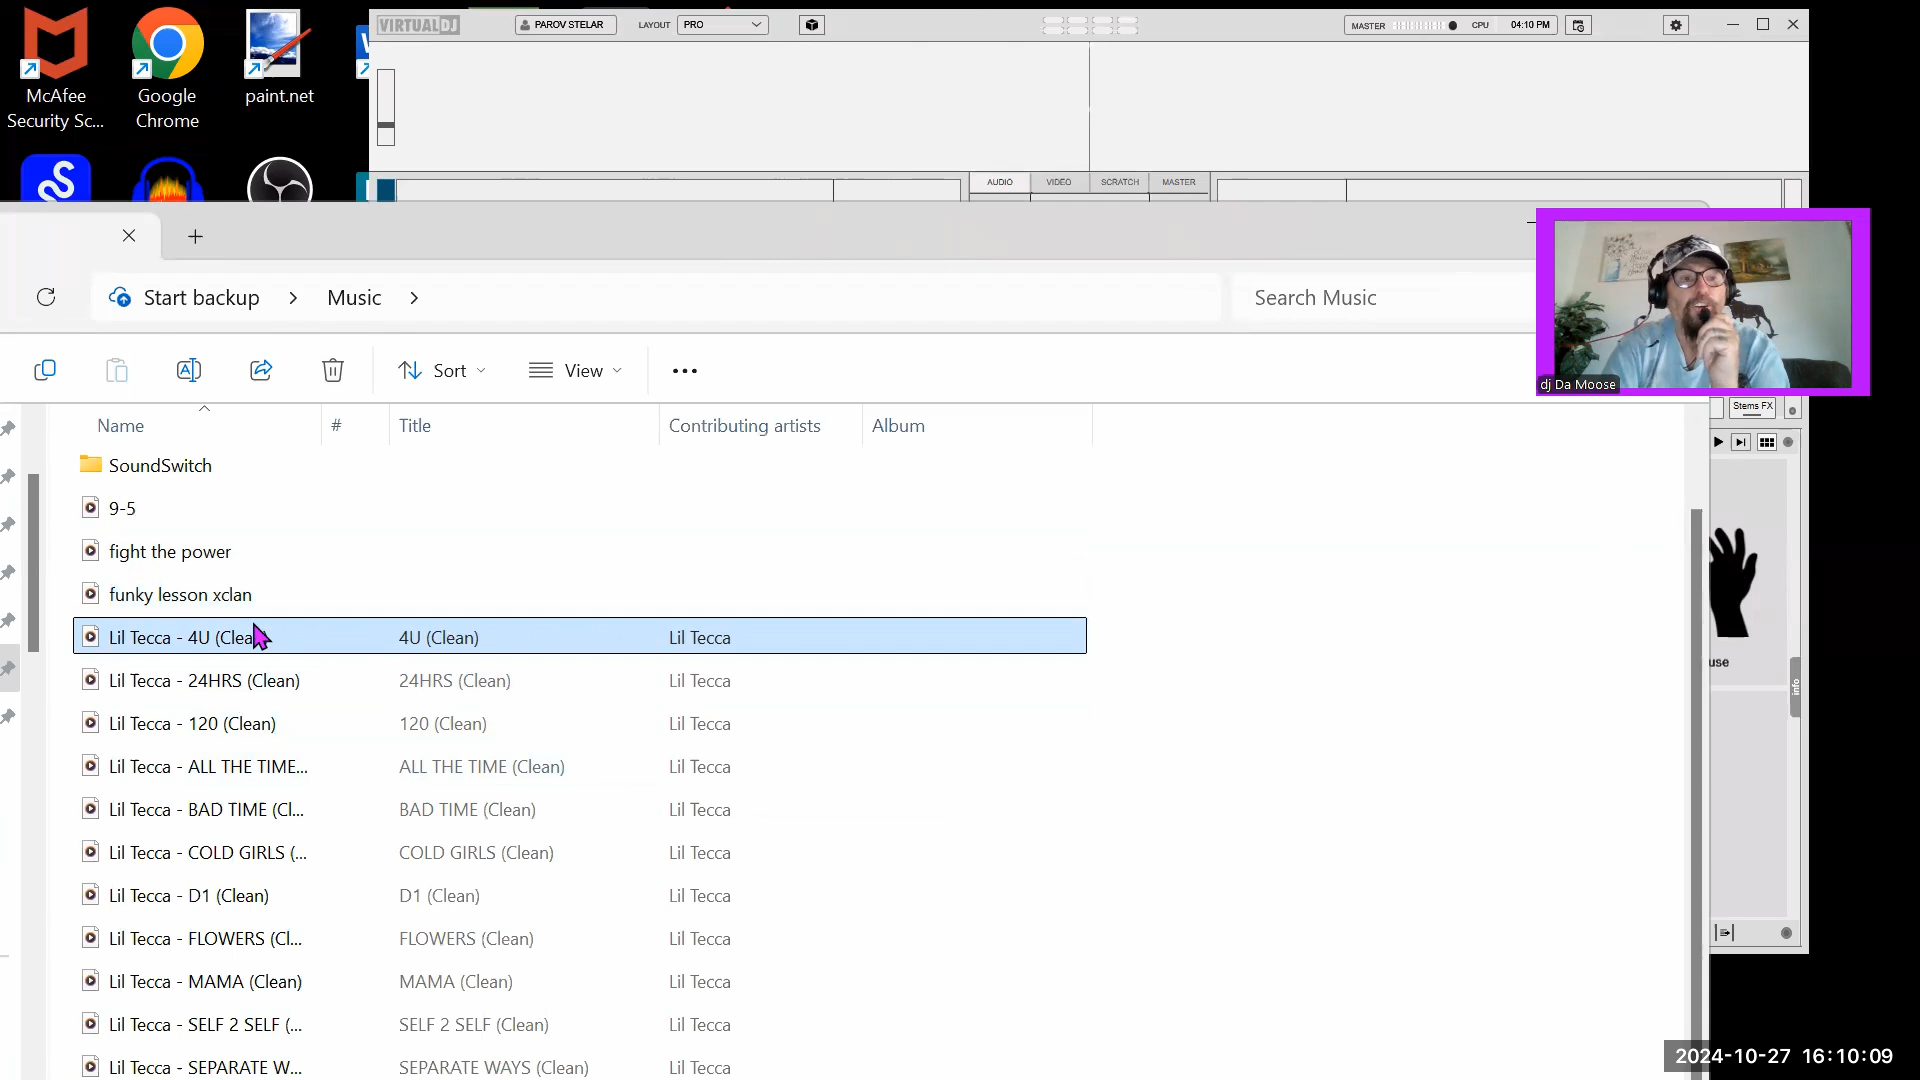 VIRTUALDJ
PAROV STELAR
LAYOUT
PRO
MASTER
CPU
04:10 PM
McAfee
Security Sc...
Google
Chrome
paint.net
AUDIO
VIDEO
SCRATCH
MASTER
Start backup
Music
Search Music
dj Da Moose
Sort
View
Stems FX
Name
#
Title
Contributing artists
Album
SoundSwitch
9-5
fight the power
funky lesson xclan
Lil Tecca - 4U (Clea 4U (Clean) Lil Tecca
Lil Tecca - 24HRS (Clean) 24HRS (Clean) Lil Tecca
Lil Tecca - 120 (Clean) 120 (Clean) Lil Tecca
Lil Tecca - ALL THE TIME... ALL THE TIME (Clean) Lil Tecca
Lil Tecca - BAD TIME (Cl... BAD TIME (Clean) Lil Tecca
Lil Tecca - COLD GIRLS (... COLD GIRLS (Clean) Lil Tecca
Lil Tecca - D1 (Clean) D1 (Clean) Lil Tecca
Lil Tecca - FLOWERS (Cl... FLOWERS (Clean) Lil Tecca
Lil Tecca - MAMA (Clean) MAMA (Clean) Lil Tecca
Lil Tecca - SELF 2 SELF (... SELF 2 SELF (Clean) Lil Tecca
Lil Tecca - SEPARATE W... SEPARATE WAYS (Clean) Lil Tecca
use
info
2024-10-27 16:10:09